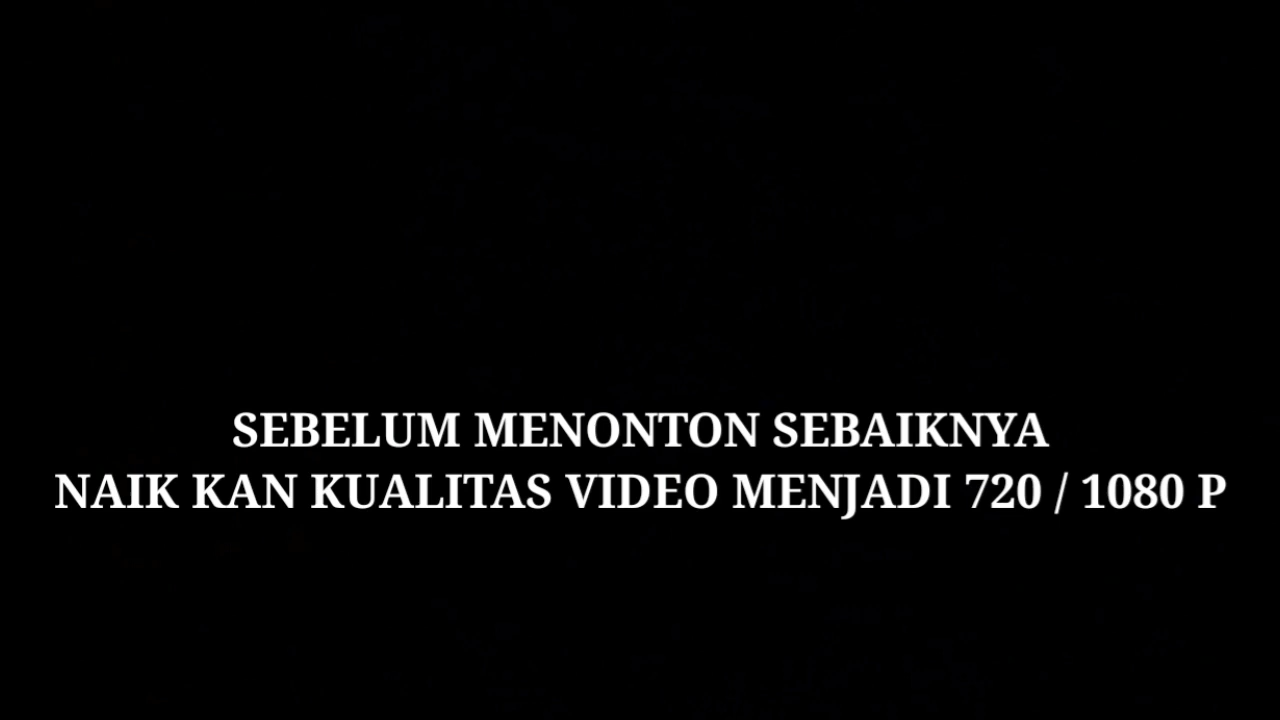 SEBELUM MENONTON SEBAIKNYA
NAIK KAN KUALITAS VIDEO MENJADI 720 / 1080 P